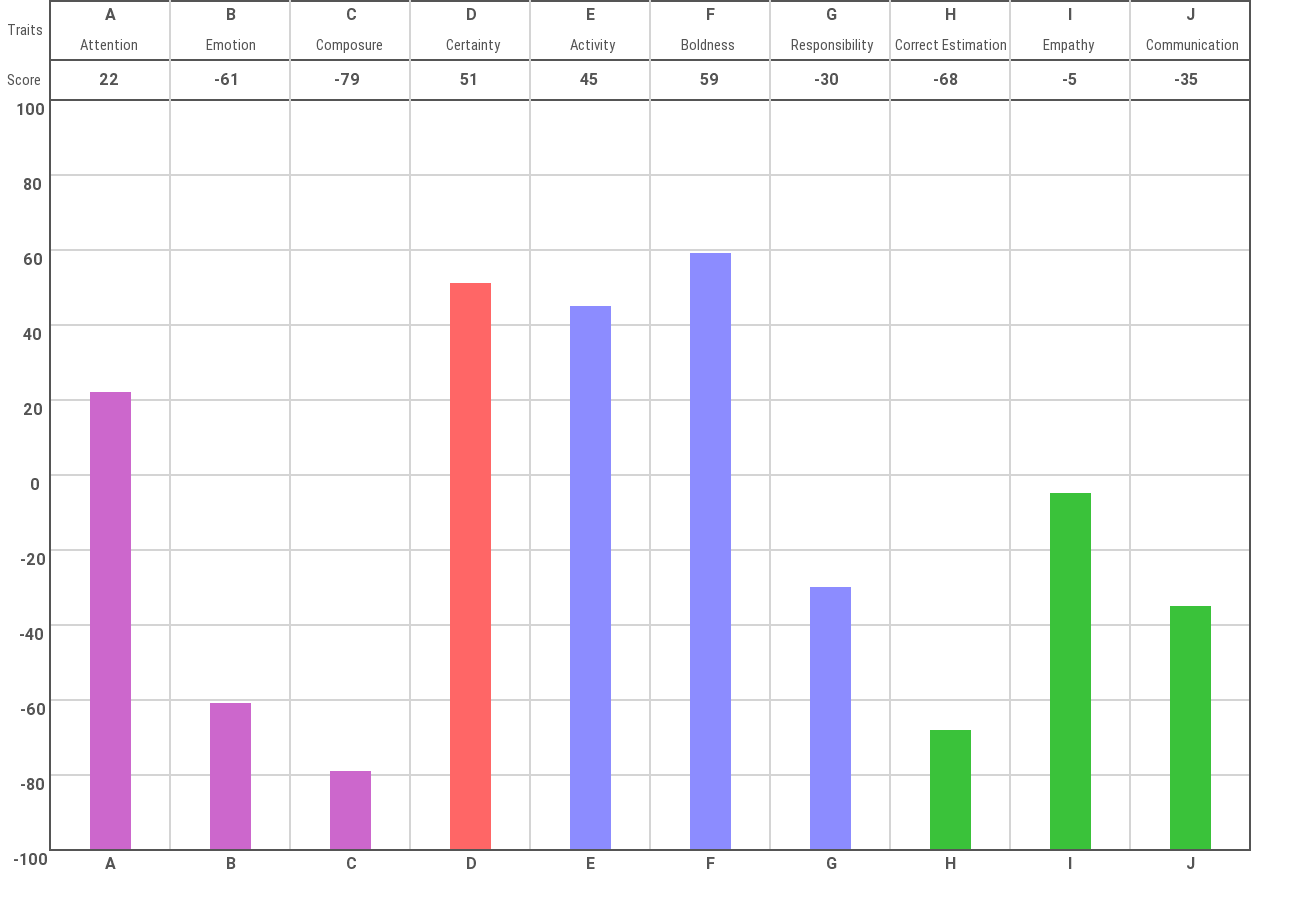 Traits
A B C D E F G H I J
Attention Emotion Composure Certainty Activity Boldness Responsibility Correct Estimation Empathy Communication
Score 22 -61 -79 51 45 59 -30 -68 -5 -35
100
80
60
40
20
0
-20
-40
-60
-80
-100
A B C D E F G H I J